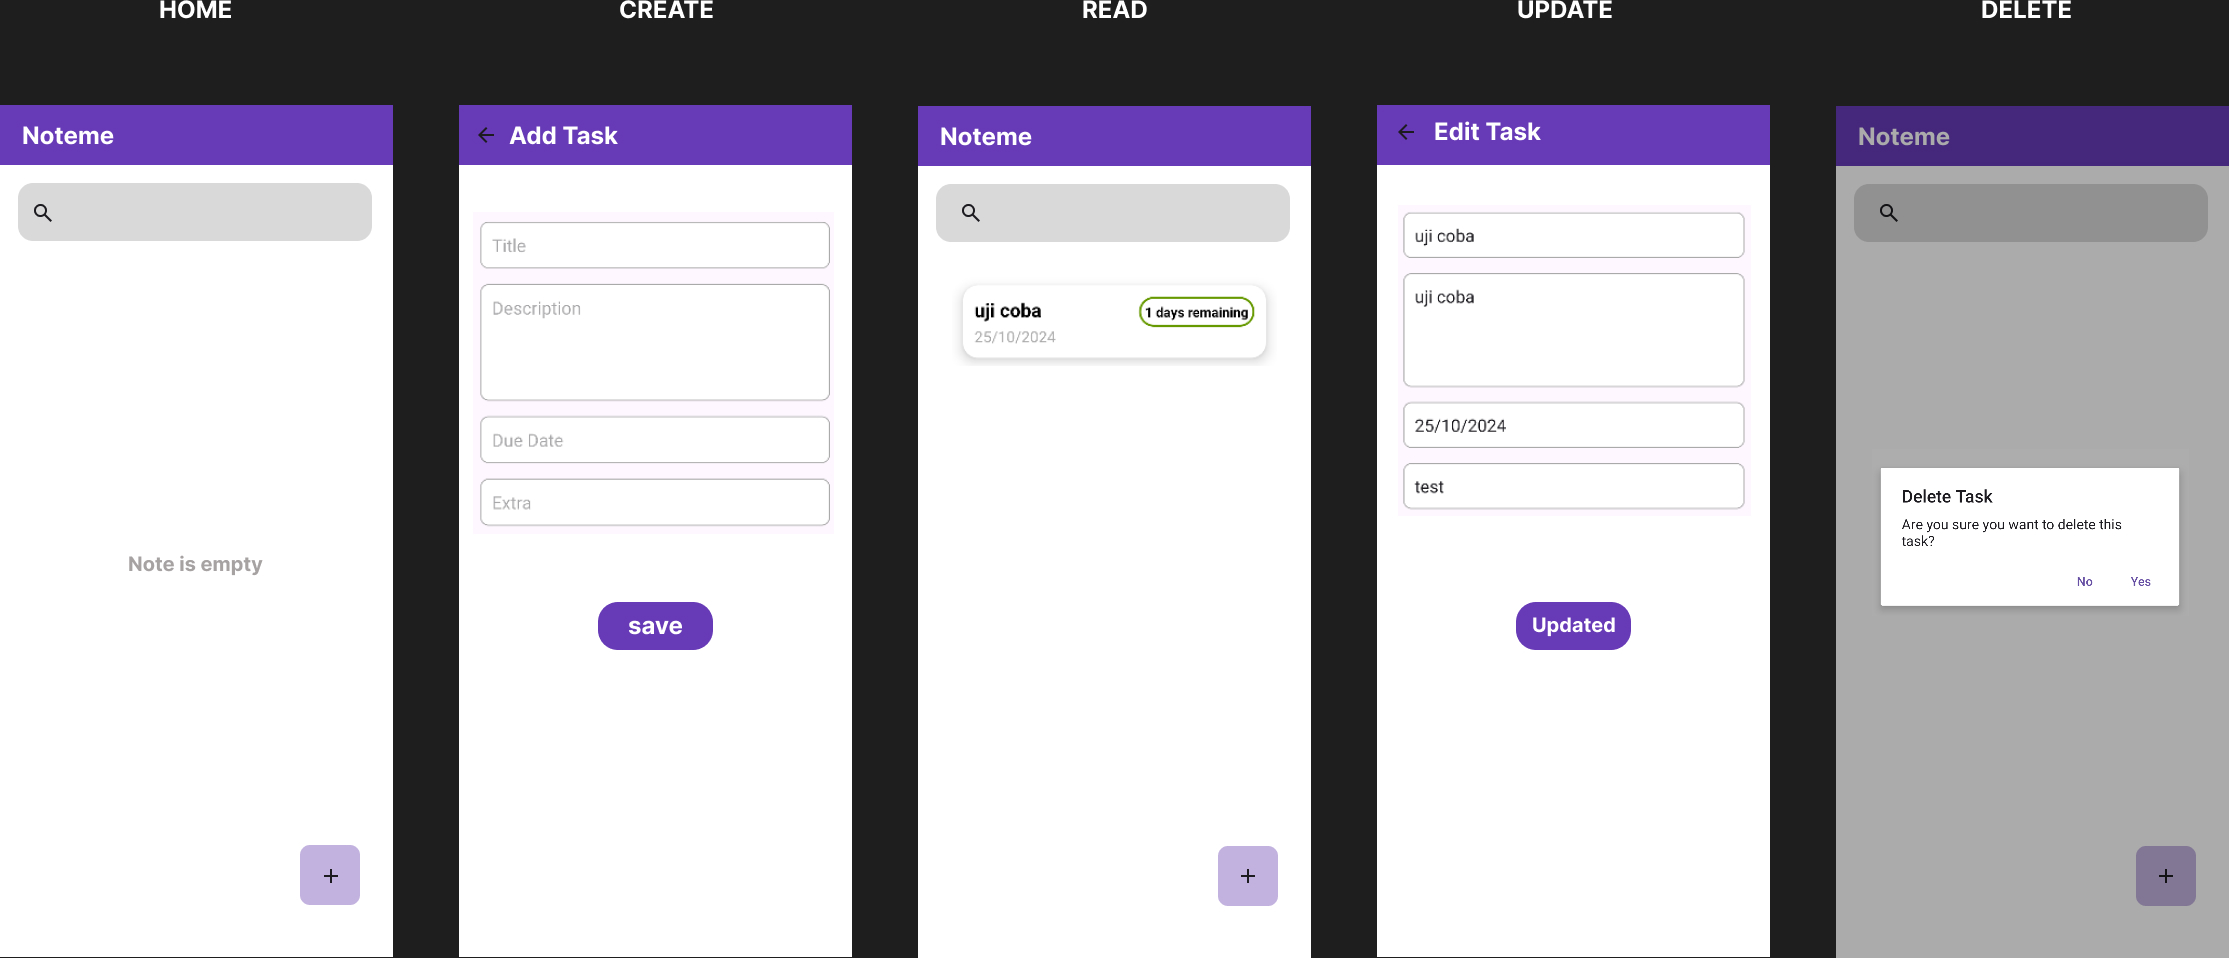 HOME
Noteme
Note is empty
CREATE
Add Task
Title
Description
Due Date
Extra
save
READ
Noteme
uji coba
1 days remaining
25/10/2024
UPDATE
Edit Task
uji coba
uji coba
25/10/2024
test
Updated
DELETE
Noteme
Delete Task
Are you sure you want to delete this
task?
No Yes